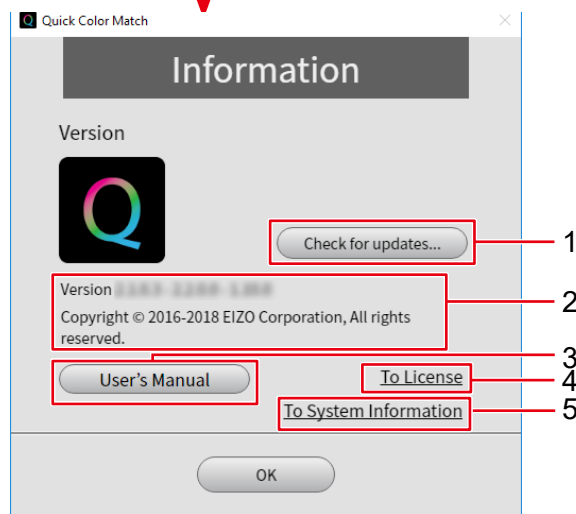 Quick Color Match
Information
Version
Q
Check for updates...
1
Version
Copyright © 2016-2018 EIZO Corporation, All rights
reserved.
2
User's Manual
3
To License
4
To System Information
5
OK